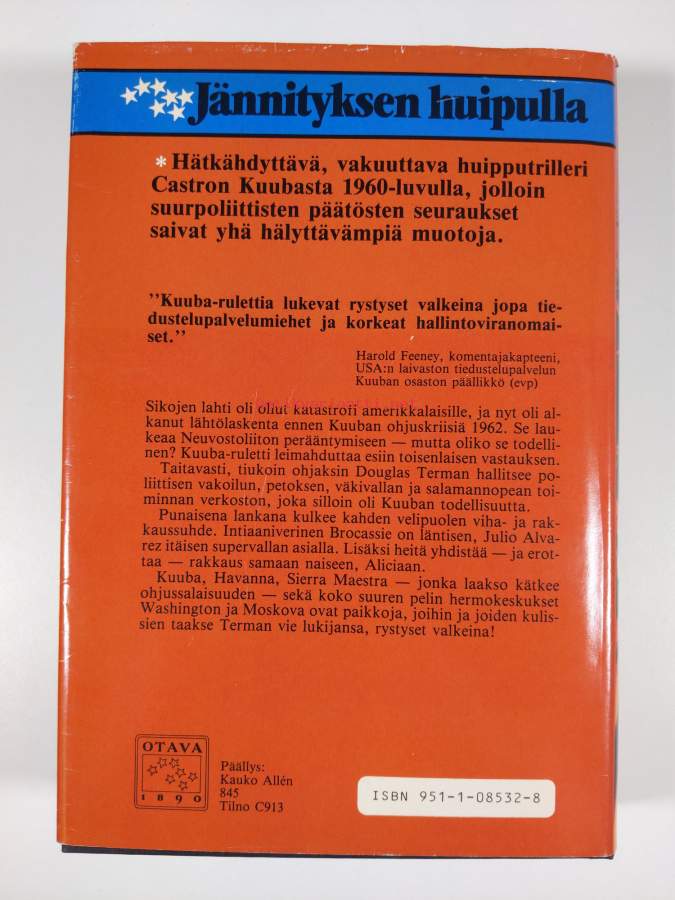 Jännityksen huipulla
* Hätkähdyttävä, vakuuttava huipputrilleri
Castron Kuubasta 1960-luvulla, jolloin
suurpoliittisten päätösten seuraukset
saivat yhä hälyttävämpiä muotoja.
"Kuuba-rulettia lukevat rystyset valkeina jopa tie-
dustelupalvelumiehet ja korkeat hallintoviranomai-
set."
Harold Feeney, komentajakapteeni,
USA:n laivaston tiedustelupalvelun
Kuuban osaston päällikkö (evp)
Sikojen lahti oli ollut katastrofi amerikkalaisille, ja nyt oli al-
kanut lähtölaskenta ennen Kuuban ohjuskriisiä 1962. Se lau-
keaa Neuvostoliiton perääntymiseen — mutta oliko se todelli-
nen? Kuuba-ruletti leimahduttaa esiin toisenlaisen vastauksen.
Taitavasti, tiukoin ohjaksin Douglas Terman hallitsee po-
liittisen vakoilun, petoksen, väkivallan ja salamannopean toi-
minnan verkoston, joka silloin oli Kuuban todellisuutta.
Punaisena lankana kulkee kahden velipuolen viha- ja rak-
kaussuhde. Intiaaniverinen Brocassie on läntisen, Julio Alva-
rez itäisen supervallan asialla. Lisäksi heitä yhdistää — ja erot-
taa — rakkaus samaan naiseen, Aliciaan.
Kuuba, Havanna, Sierra Maestra — jonka laakso kätkee
ohjussalaisuuden — sekä koko suuren pelin hermokeskukset
Washington ja Moskova ovat paikkoja, joihin ja joiden kulis-
sien taakse Terman vie lukijansa, rystyset valkeina!
OTAVA
1890
Päällys:
Kauko Allén
845
Tilno C913
ISBN 951-1-08532-8